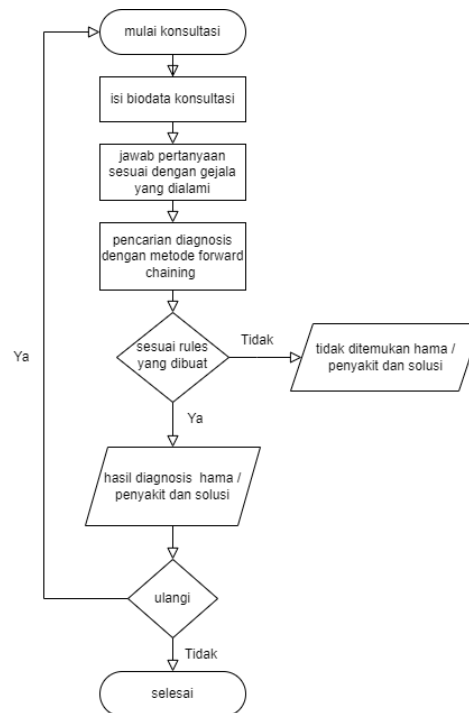 mulai konsultasi
isi biodata konsultasi
jawab pertanyaan
sesuai dengan gejala
yang dialami
pencarian diagnosis
dengan metode forward
chaining
sesuai rules
yang dibuat
Tidak
tidak ditemukan hama /
penyakit dan solusi
Ya
Ya
hasil diagnosis hama /
penyakit dan solusi
ulangi
Tidak
selesai